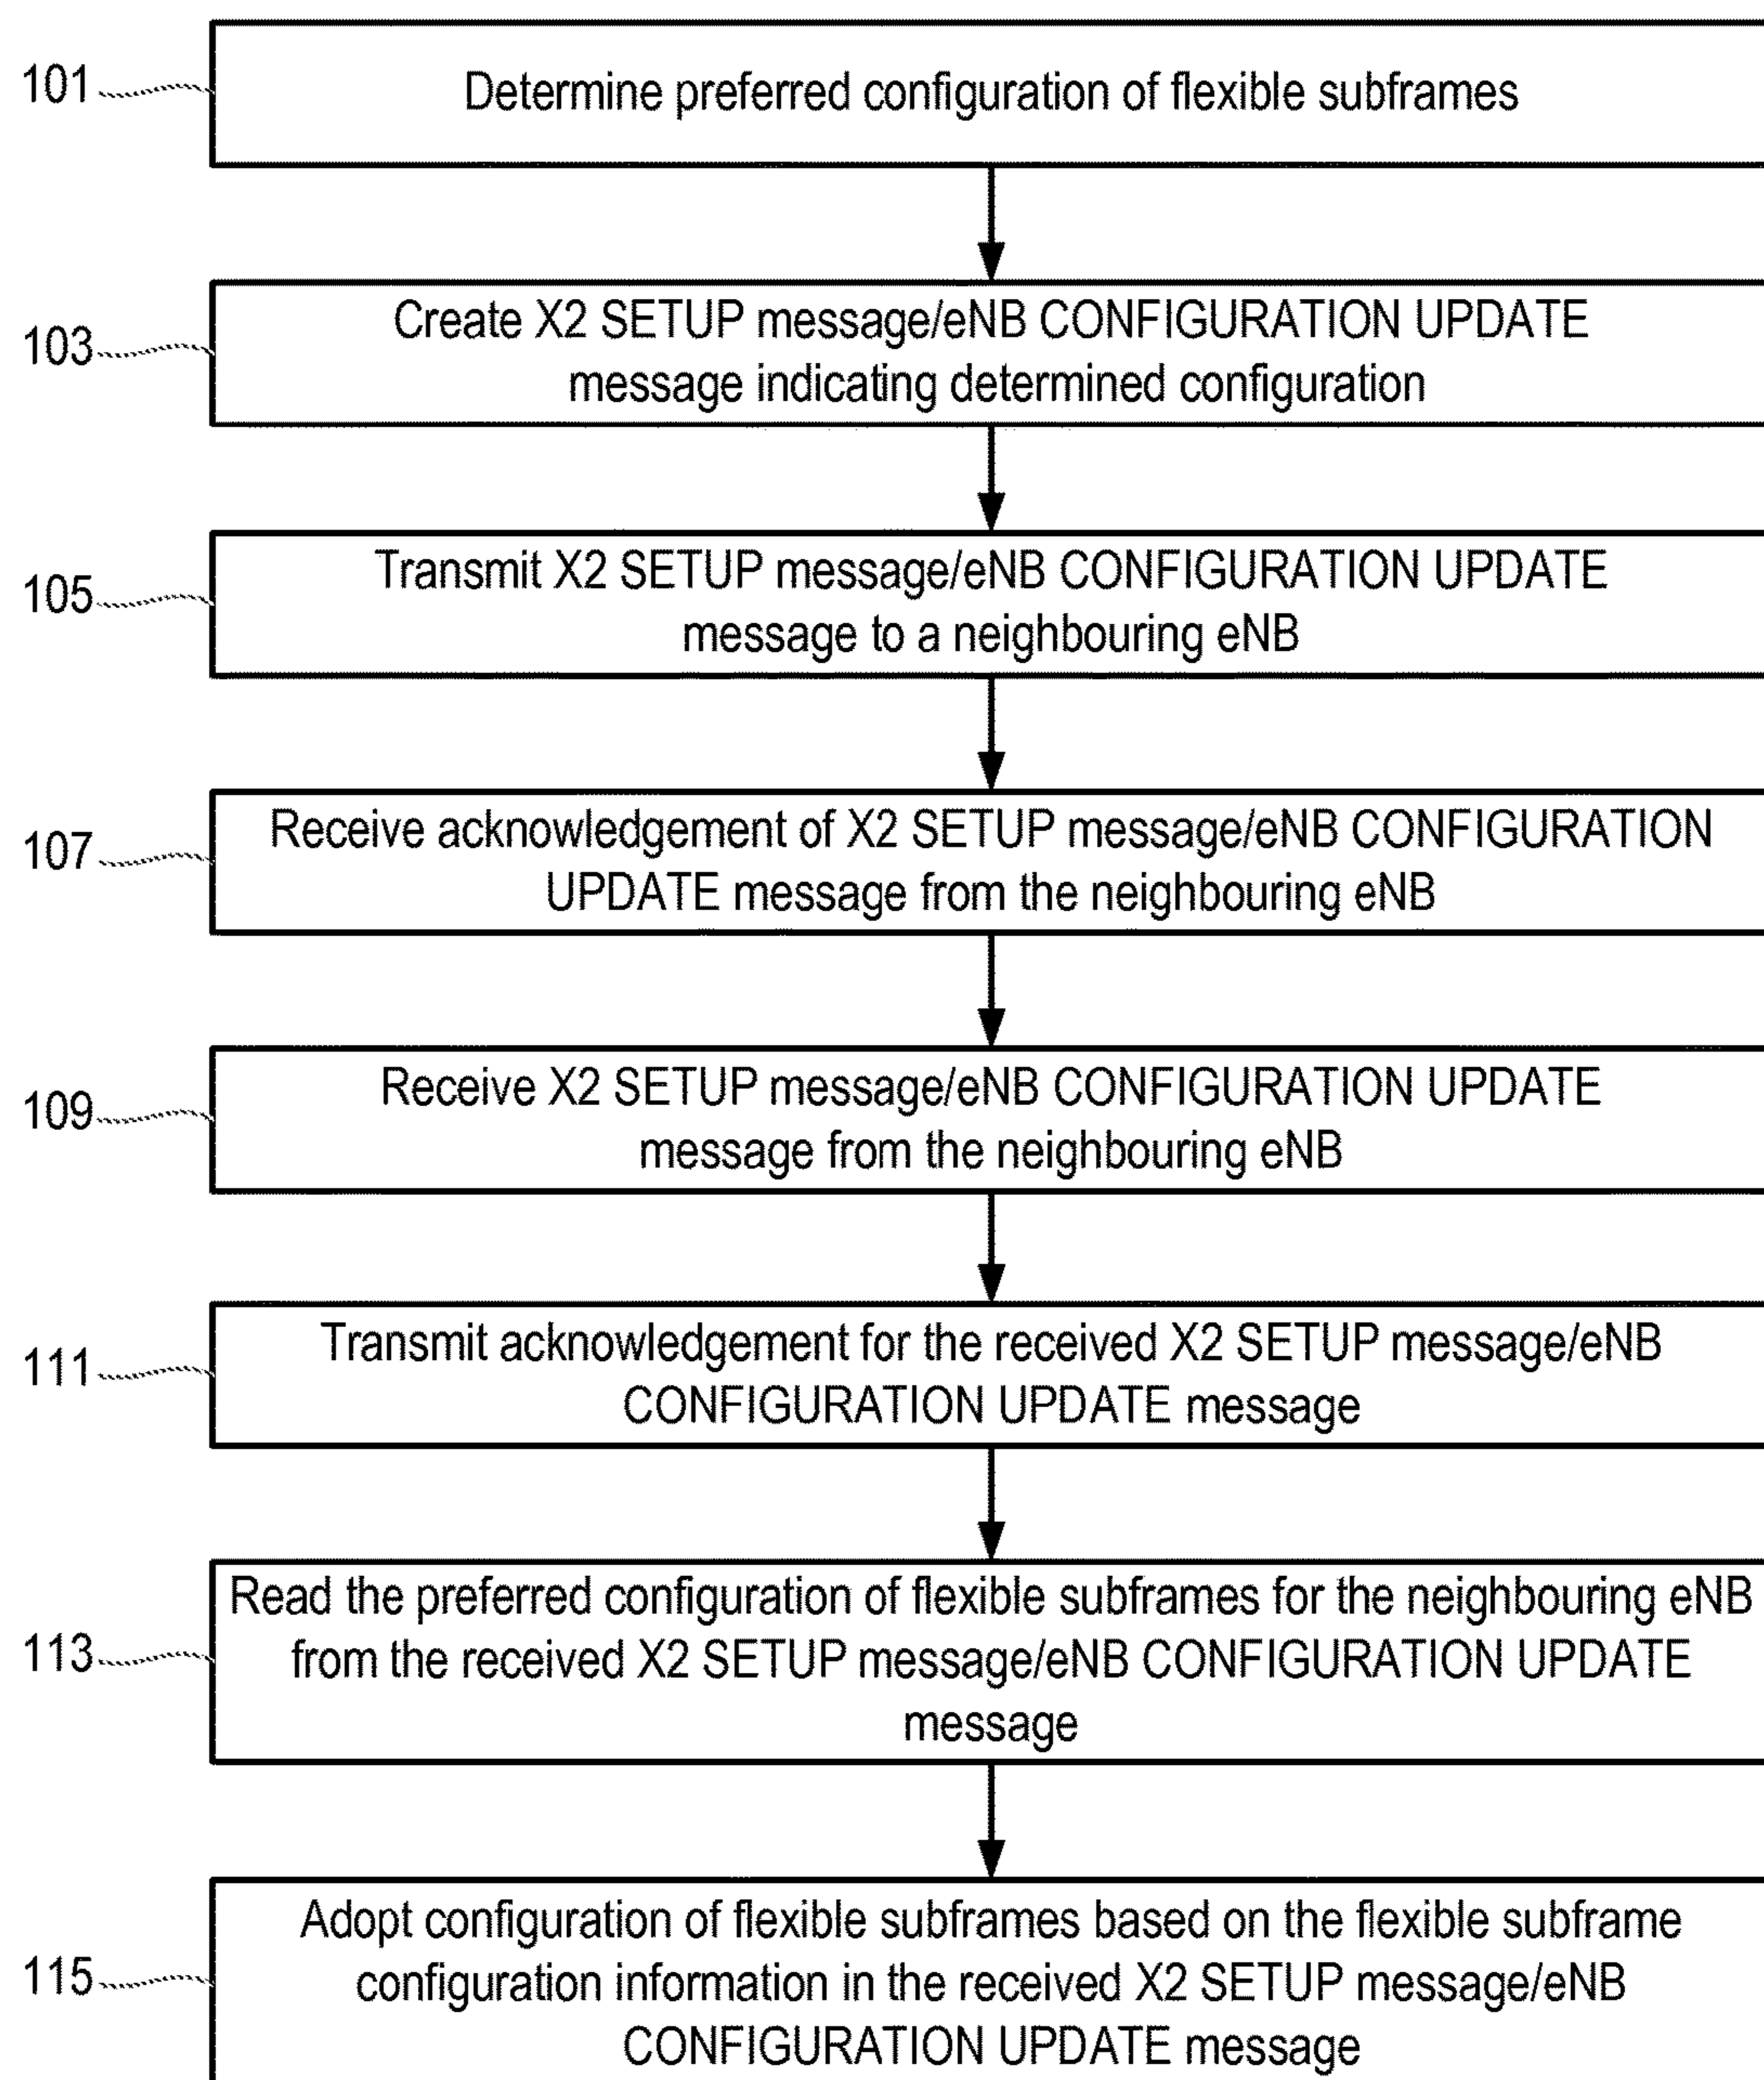 101
Determine preferred configuration of flexible subframes
103
Create X2 SETUP message/eNB CONFIGURATION UPDATE
message indicating determined configuration
105
Transmit X2 SETUP message/eNB CONFIGURATION UPDATE
message to a neighbouring eNB
107
Receive acknowledgement of X2 SETUP message/eNB CONFIGURATION
UPDATE message from the neighbouring eNB
109
Receive X2 SETUP message/eNB CONFIGURATION UPDATE
message from the neighbouring eNB
111
Transmit acknowledgement for the received X2 SETUP message/eNB
CONFIGURATION UPDATE message
113
Read the preferred configuration of flexible subframes for the neighbouring eNB
from the received X2 SETUP message/eNB CONFIGURATION UPDATE
message
115
Adopt configuration of flexible subframes based on the flexible subframe
configuration information in the received X2 SETUP message/eNB
CONFIGURATION UPDATE message